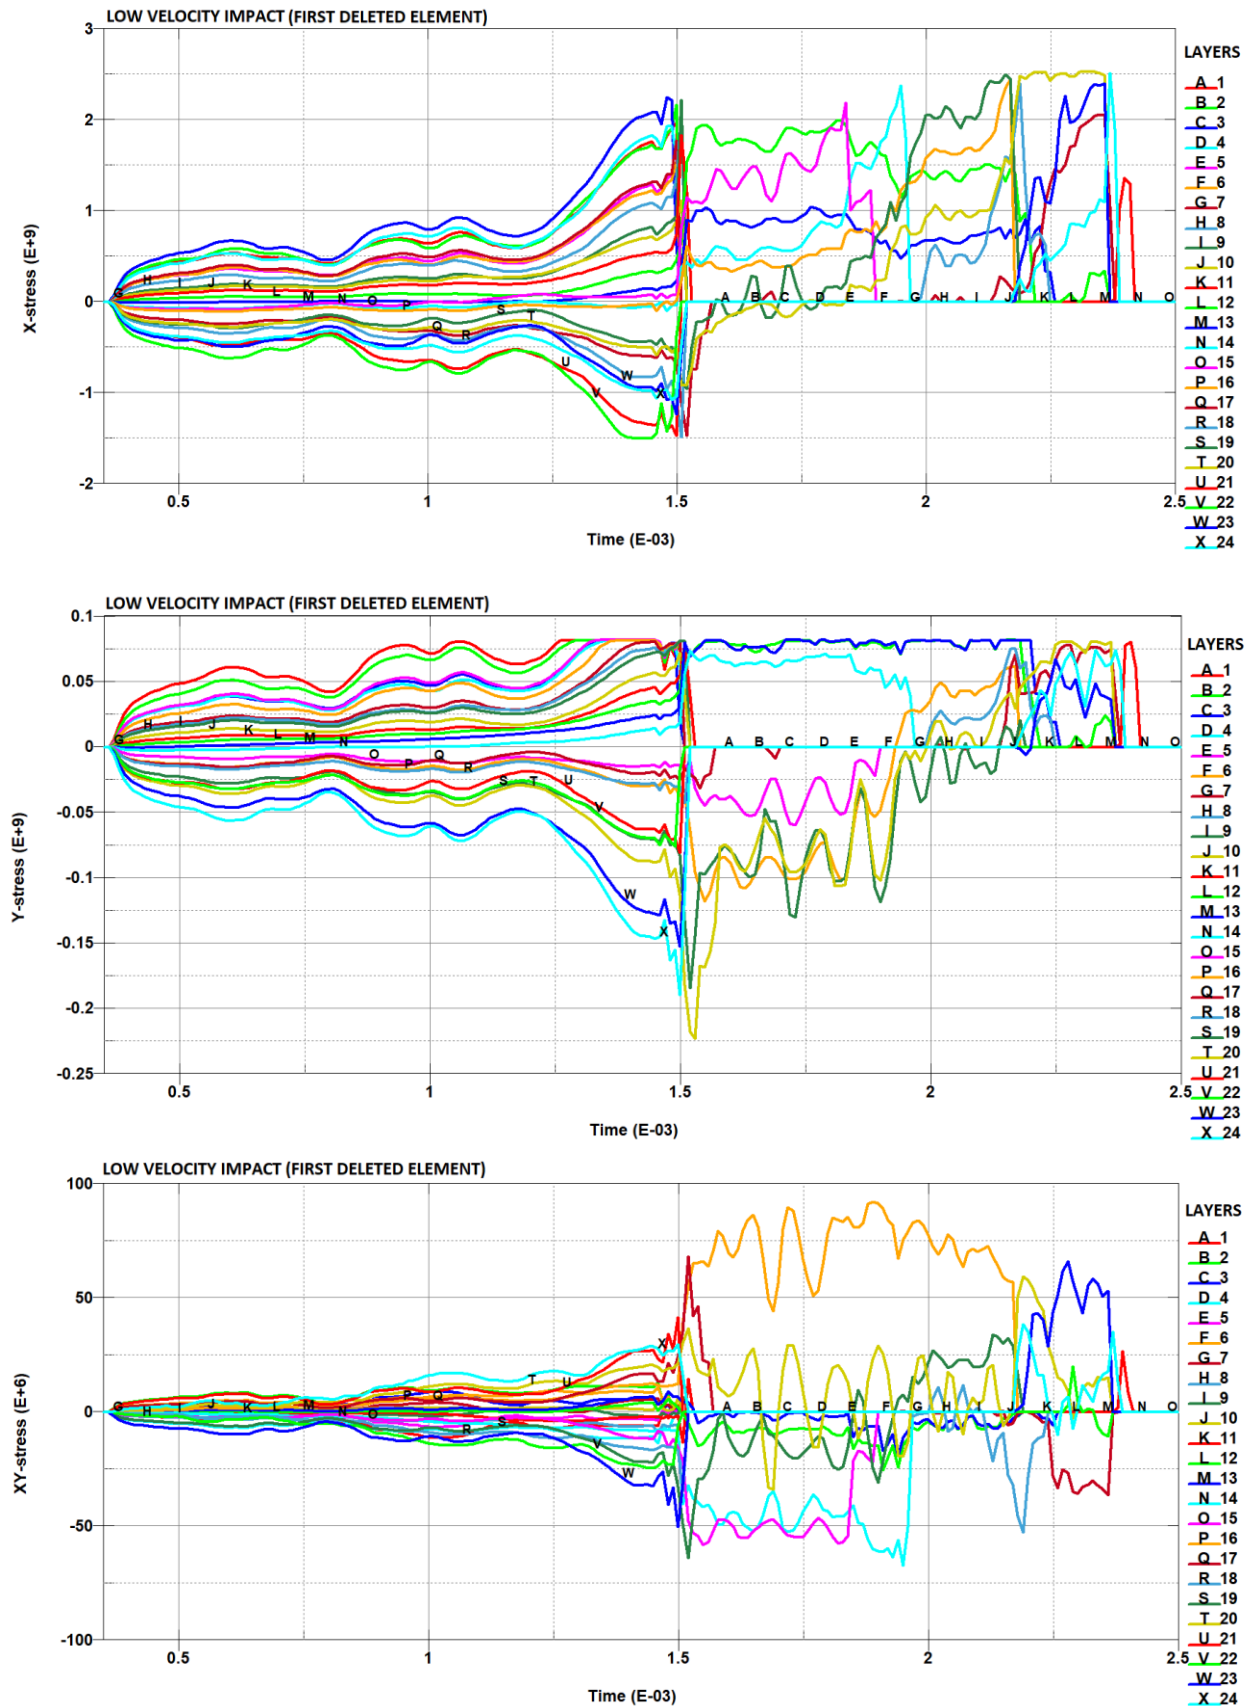 LOW VELOCITY IMPACT (FIRST DELETED ELEMENT)
X-stress (E+9)
3
2
1
0
-1
-2
G H I J K L M N O P Q R S T U V W X A B C D E F G H I J K L M N O
0.5 1 1.5 2 2.5
Time (E-03)
LAYERS
A 1
B 2
C 3
D 4
E 5
F 6
G 7
H 8
I 9
J 10
K 11
L 12
M 13
N 14
O 15
P 16
Q 17
R 18
S 19
T 20
U 21
V 22
W 23
X 24
LOW VELOCITY IMPACT (FIRST DELETED ELEMENT)
Y-stress (E+9)
0.1
0.05
0
-0.05
-0.1
-0.15
-0.2
-0.25
G H I J K L M N O P Q R S T U V W X A B C D E F G H I J K L M N O
0.5 1 1.5 2 2.5
Time (E-03)
LAYERS
A 1
B 2
C 3
D 4
E 5
F 6
G 7
H 8
I 9
J 10
K 11
L 12
M 13
N 14
O 15
P 16
Q 17
R 18
S 19
T 20
U 21
V 22
W 23
X 24
LOW VELOCITY IMPACT (FIRST DELETED ELEMENT)
XY-stress (E+6)
100
50
0
-50
-100
G H I J K L M N O P Q R S T U V W X A B C D E F G H I J K L M N O
0.5 1 1.5 2 2.5
Time (E-03)
LAYERS
A 1
B 2
C 3
D 4
E 5
F 6
G 7
H 8
I 9
J 10
K 11
L 12
M 13
N 14
O 15
P 16
Q 17
R 18
S 19
T 20
U 21
V 22
W 23
X 24